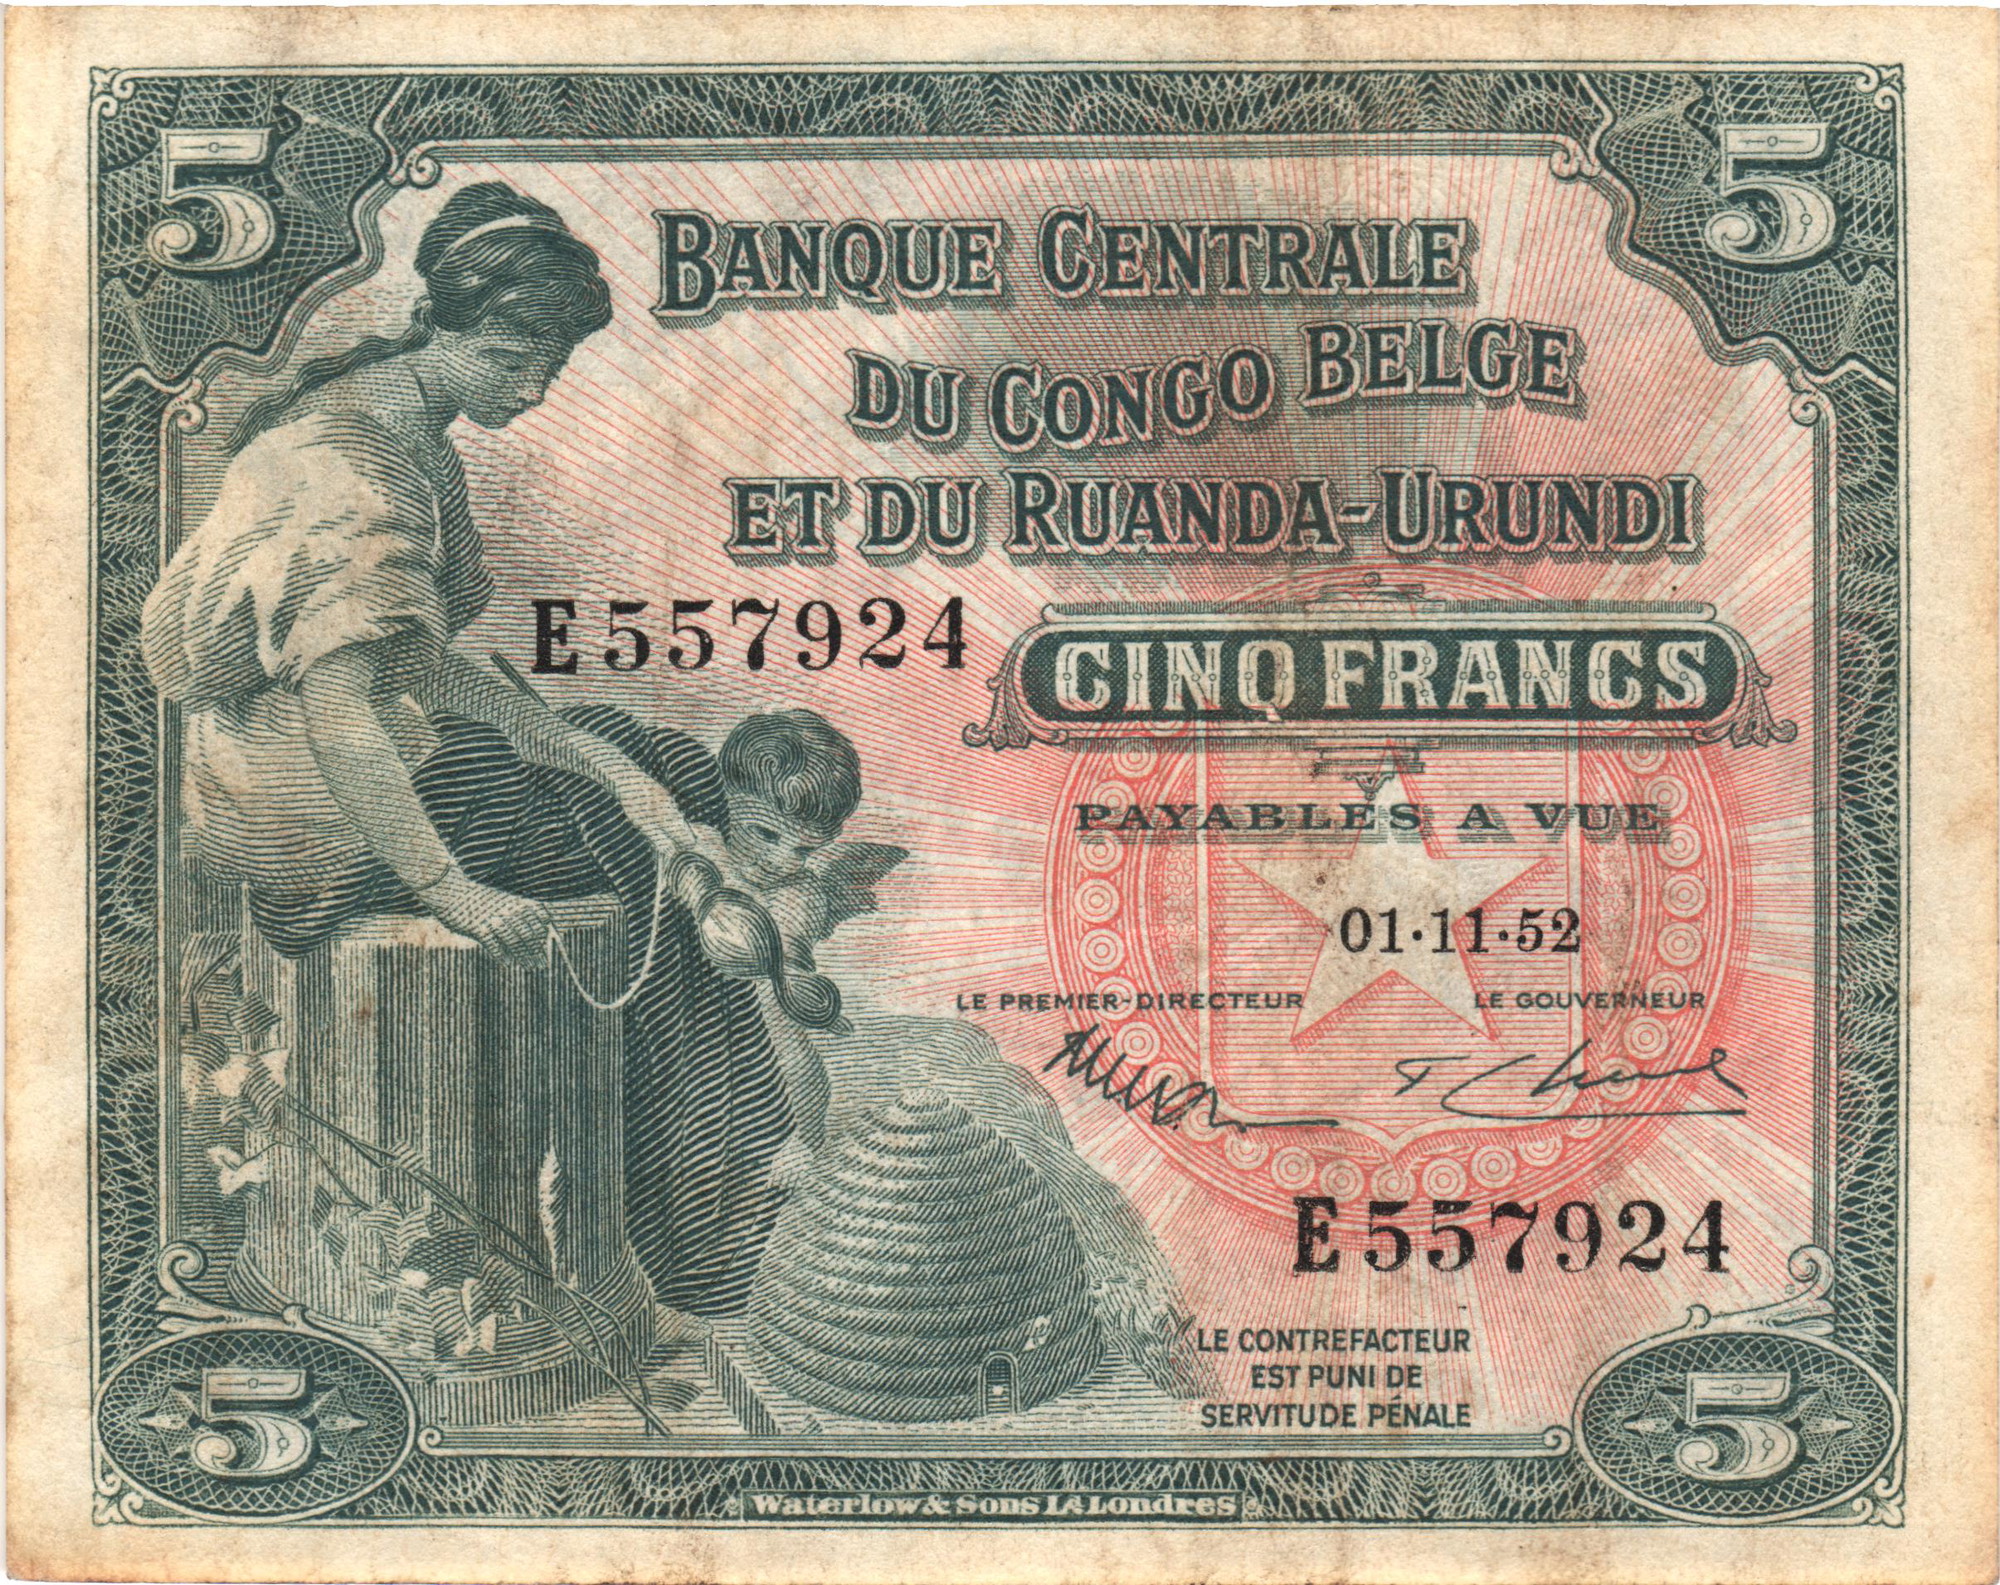 5
5
BANQUE CENTRALE
DU CONGO BELGE
ET DU RUANDA-URUNDI
E557924
CINQ FRANCS
PAYABLES A VUE
01·11·52
LE PREMIER-DIRECTEUR
LE GOUVERNEUR
E557924
LE CONTREFACTEUR
EST PUNI DE
SERVITUDE PÉNALE
5
5
Waterlow & Sons Ld Londres